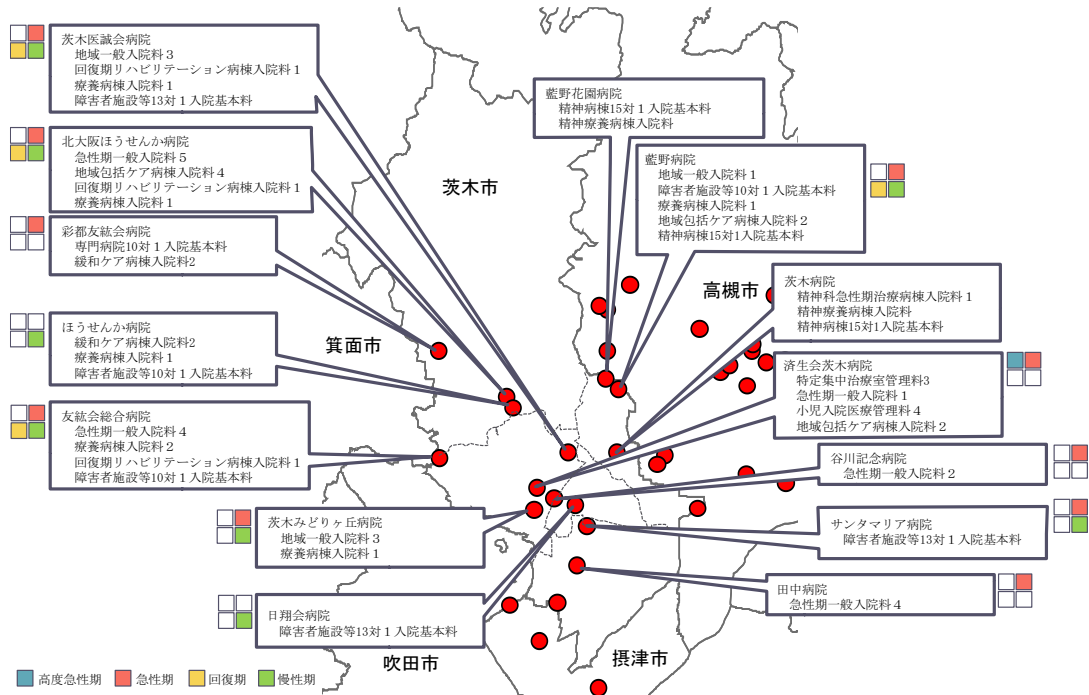 茨木医誠会病院
地域一般入院料３
回復期リハビリテーション病棟入院料１
療養病棟入院料１
障害者施設等13対１入院基本料
北大阪ほうせんか病院
急性期一般入院料５
地域包括ケア病棟入院料４
回復期リハビリテーション病棟入院料１
療養病棟入院料１
彩都友紘会病院
専門病院10対１入院基本料
緩和ケア病棟入院料2
ほうせんか病院
緩和ケア病棟入院料2
療養病棟入院料１
障害者施設等10対１入院基本料
友紘会総合病院
急性期一般入院料４
療養病棟入院料２
回復期リハビリテーション病棟入院料１
障害者施設等10対１入院基本料
茨木みどりヶ丘病院
地域一般入院料３
療養病棟入院料１
日翔会病院
障害者施設等13対１入院基本料
藍野花園病院
精神病棟15対１入院基本料
精神療養病棟入院料
藍野病院
地域一般入院料１
障害者施設等10対１入院基本料
療養病棟入院料１
地域包括ケア病棟入院料２
精神病棟15対1入院基本料
茨木病院
精神科急性期治療病棟入院料１
精神療養病棟入院料
精神病棟15対1入院基本料
済生会茨木病院
特定集中治療室管理料3
急性期一般入院料１
小児入院医療管理料４
地域包括ケア病棟入院料２
谷川記念病院
急性期一般入院料２
サンタマリア病院
障害者施設等13対１入院基本料
田中病院
急性期一般入院料４
茨木市
高槻市
箕面市
吹田市
摂津市
高度急性期
急性期
回復期
慢性期